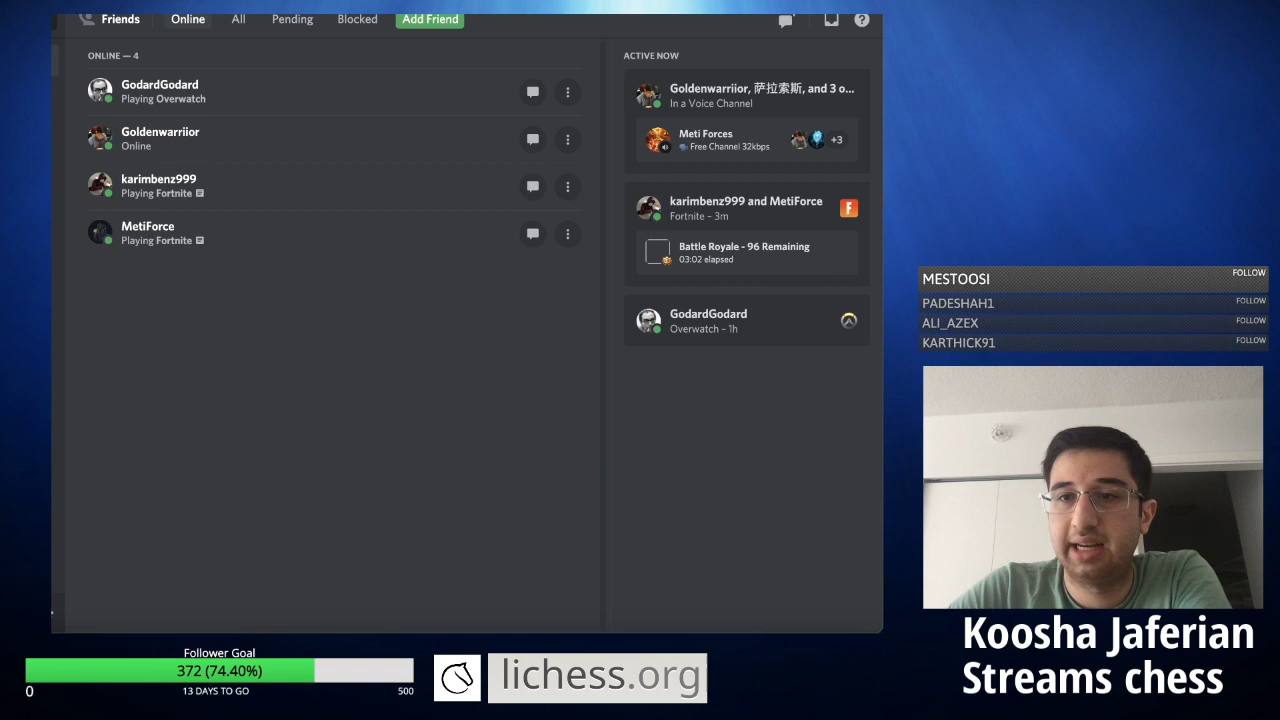 Friends
Online
All
Pending
Blocked
Add Friend
ONLINE — 4
GodardGodard
Playing Overwatch
Goldenwarriior
Online
karimbenz999
Playing Fortnite
MetiForce
Playing Fortnite
ACTIVE NOW
Goldenwarriior, 萨拉索斯, and 3 o...
In a Voice Channel
Meti Forces
Free Channel 32kbps
+3
karimbenz999 and MetiForce
Fortnite – 3m
F
Battle Royale - 96 Remaining
03:02 elapsed
GodardGodard
Overwatch – 1h
MESTOOSI FOLLOW
PADESHAH1 FOLLOW
ALI_AZEX FOLLOW
KARTHICK91 FOLLOW
Koosha Jaferian
Streams chess
Follower Goal
372 (74.40%)
0
13 DAYS TO GO
500
lichess.org